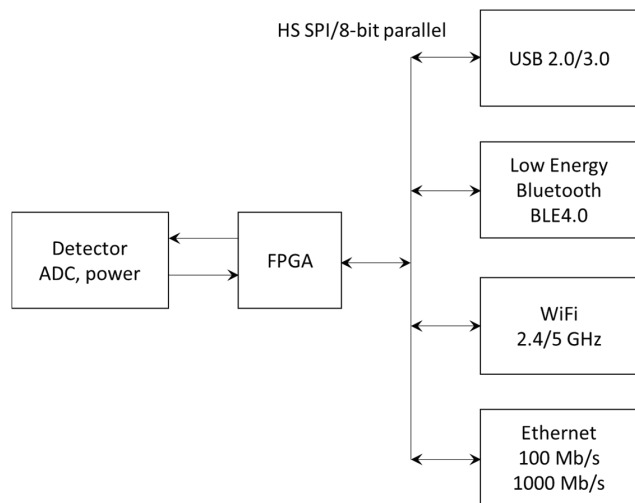 HS SPI/8-bit parallel
USB 2.0/3.0
Low Energy
Bluetooth
BLE4.0
Detector
ADC, power
FPGA
WiFi
2.4/5 GHz
Ethernet
100 Mb/s
1000 Mb/s